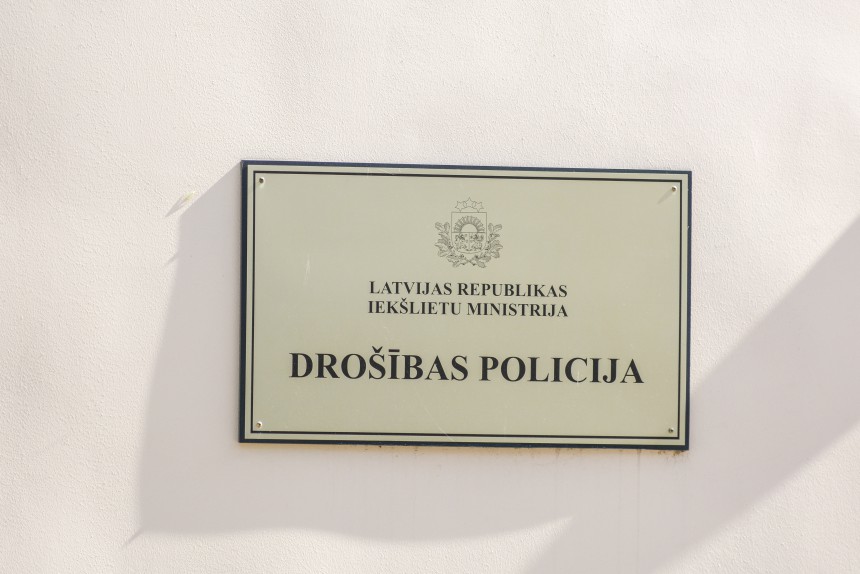 LATVIJAS REPUBLIKAS
IEKŠLIETU MINISTRIJA
DROŠĪBAS POLICIJA